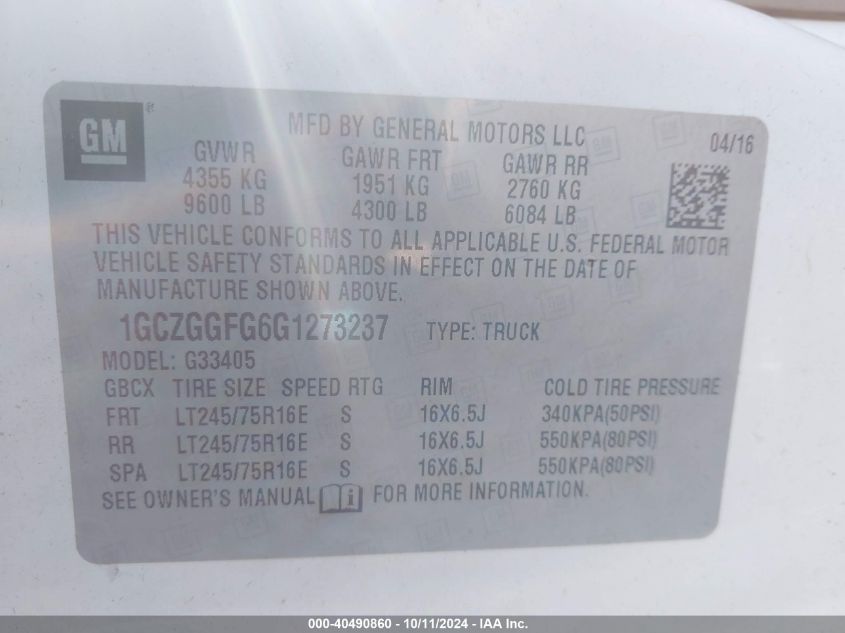 GM ®
MFD BY GENERAL MOTORS LLC
04/16
GVWR GAWR FRT GAWR RR
4355 KG 1951 KG 2760 KG
9600 LB 4300 LB 6084 LB
THIS VEHICLE CONFORMS TO ALL APPLICABLE U.S. FEDERAL MOTOR
VEHICLE SAFETY STANDARDS IN EFFECT ON THE DATE OF
MANUFACTURE SHOWN ABOVE.
1GCZGGFG6G1273237 TYPE: TRUCK
MODEL: G33405
GBCX TIRE SIZE SPEED RTG RIM COLD TIRE PRESSURE
FRT LT245/75R16E S 16X6.5J 340KPA(50PSI)
RR LT245/75R16E S 16X6.5J 550KPA(80PSI)
SPA LT245/75R16E S 16X6.5J 550KPA(80PSI)
SEE OWNER'S MANUAL i FOR MORE INFORMATION.
000-40490860 - 10/11/2024 - IAA Inc.